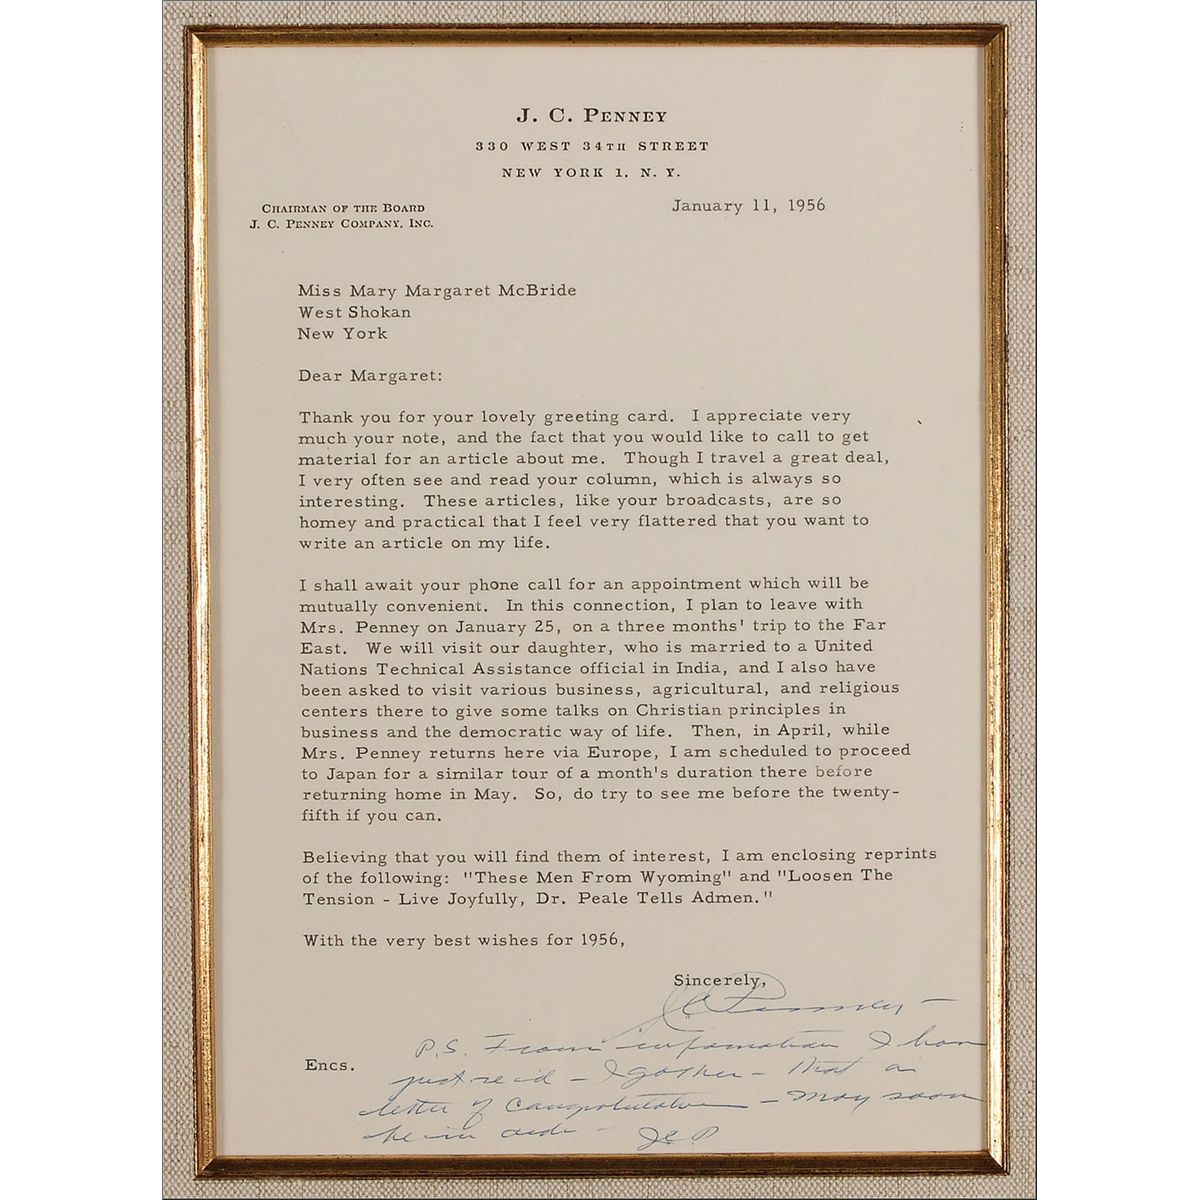 J. C. PENNEY
330 WEST 34TH STREET
NEW YORK 1, N. Y.
CHAIRMAN OF THE BOARD
J. C. PENNEY COMPANY, INC.
January 11, 1956
Miss Mary Margaret McBride
West Shokan
New York
Dear Margaret:
Thank you for your lovely greeting card. I appreciate very
much your note, and the fact that you would like to call to get
material for an article about me. Though I travel a great deal,
I very often see and read your column, which is always so
interesting. These articles, like your broadcasts, are so
homey and practical that I feel very flattered that you want to
write an article on my life.
I shall await your phone call for an appointment which will be
mutually convenient. In this connection, I plan to leave with
Mrs. Penney on January 25, on a three months' trip to the Far
East. We will visit our daughter, who is married to a United
Nations Technical Assistance official in India, and I also have
been asked to visit various business, agricultural, and religious
centers there to give some talks on Christian principles in
business and the democratic way of life. Then, in April, while
Mrs. Penney returns here via Europe, I am scheduled to proceed
to Japan for a similar tour of a month's duration there before
returning home in May. So, do try to see me before the twenty-
fifth if you can.
Believing that you will find them of interest, I am enclosing reprints
of the following: "These Men From Wyoming" and "Loosen The
Tension - Live Joyfully, Dr. Peale Tells Admen."
With the very best wishes for 1956,
Sincerely,
J C Penney -
Encs.
P.S. From information I have
just read - I gather - that a
letter of Congratulation - may soon
be in order - JCP